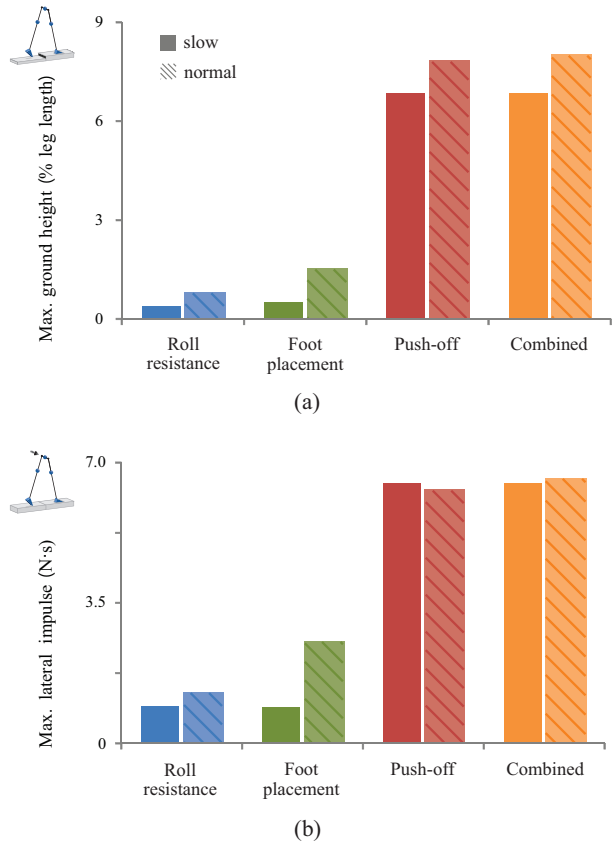 Max. ground height (% leg length)
9
6
3
0
slow
normal
Roll resistance
Foot placement
Push-off
Combined
(a)
Max. lateral impulse (N·s)
7.0
3.5
0
Roll resistance
Foot placement
Push-off
Combined
(b)